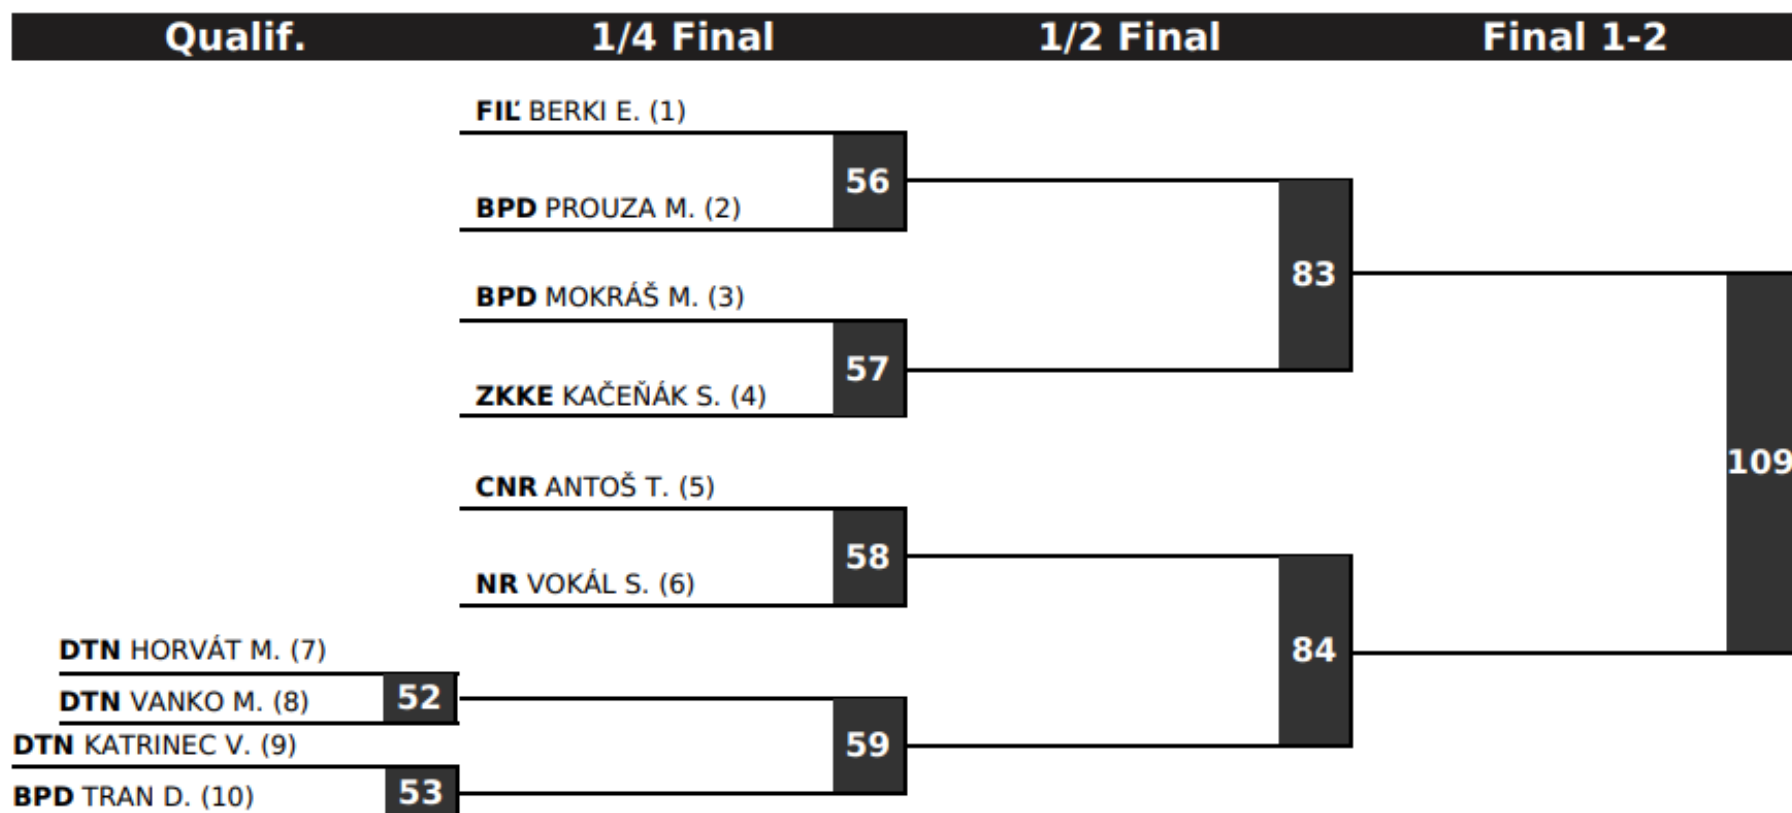 Qualif. 1/4 Final 1/2 Final Final 1-2
FIĽ BERKI E. (1)
56
BPD PROUZA M. (2)
83
BPD MOKRÁŠ M. (3)
57
ZKKE KAČEŇÁK S. (4)
109
CNR ANTOŠ T. (5)
58
NR VOKÁL S. (6)
84
DTN HORVÁT M. (7)
52
DTN VANKO M. (8)
59
DTN KATRINEC V. (9)
53
BPD TRAN D. (10)